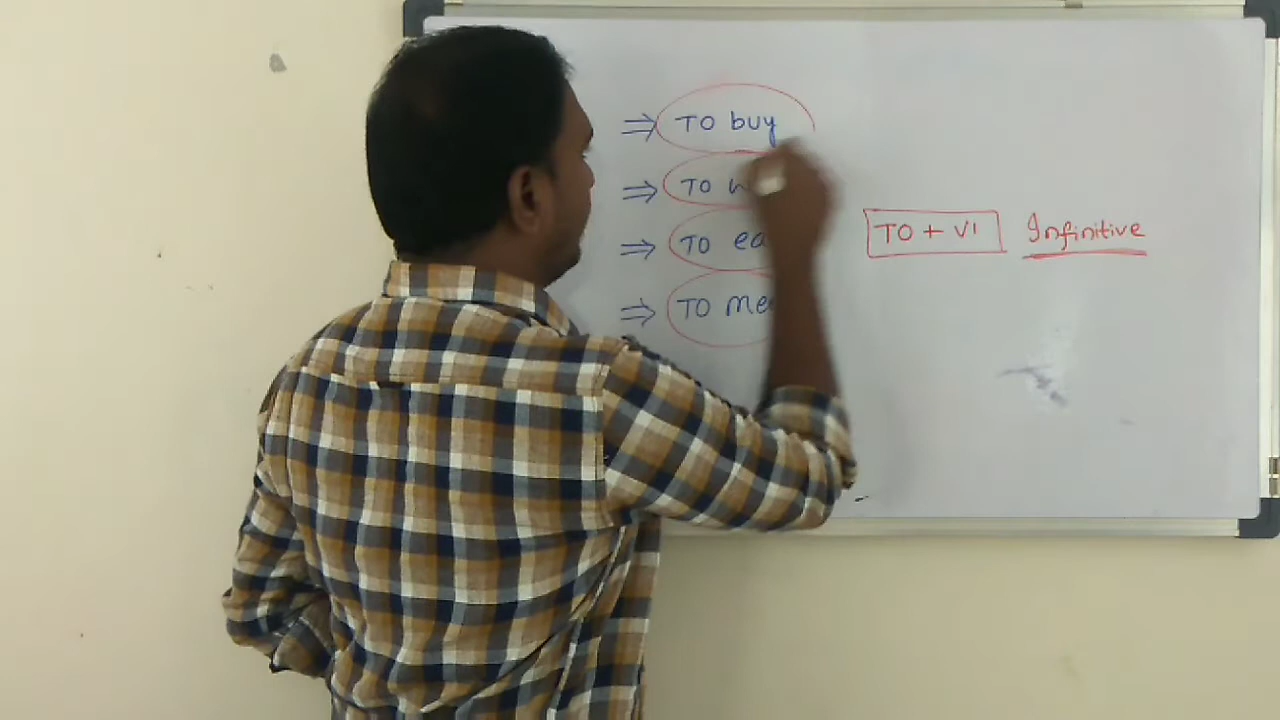 ⇒ TO buy
⇒ TO
⇒ TO
⇒ TO
TO + V1 Infinitive